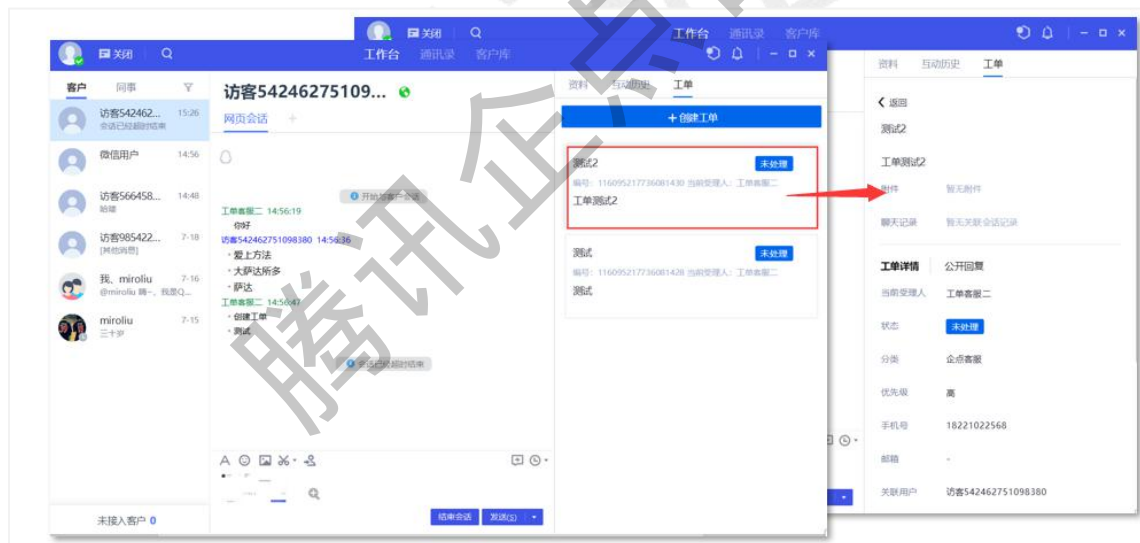 关闭
工作台 通讯录 客户库
关闭
工作台 通讯录 客户库
客户 同事
访客542462... 15:26
会话已经超时结束
微信用户 14:56
访客566458... 14:48
哈喽
访客985422... 7-18
[其他消息]
我、miroliu 7-16
@miroliu 嗨~，我是Q...
miroliu 7-15
三十岁
未接入客户 0
访客54246275109...
网页会话 +
开始与客户会话
工单客服二 14:56:19
你好
访客542462751098380 14:56:36
·爱上方法
·大萨达所多
·萨达
工单客服二 14:56:47
·创建工单
·测试
会话已经超时结束
结束会话 发送(S)
资料 互动历史 工单
+ 创建工单
测试2 未处理
编号：116095217736081430 当前受理人：工单客服二
工单测试2
测试 未处理
编号：116095217736081428 当前受理人：工单客服二
测试
资料 互动历史 工单
返回
测试2
工单测试2
附件 暂无附件
聊天记录 暂无关联会话记录
工单详情 公开回复
当前受理人 工单客服二
状态 未处理
分类 企点客服
优先级 高
手机号 18221022568
邮箱 -
关联用户 访客542462751098380
腾讯企点